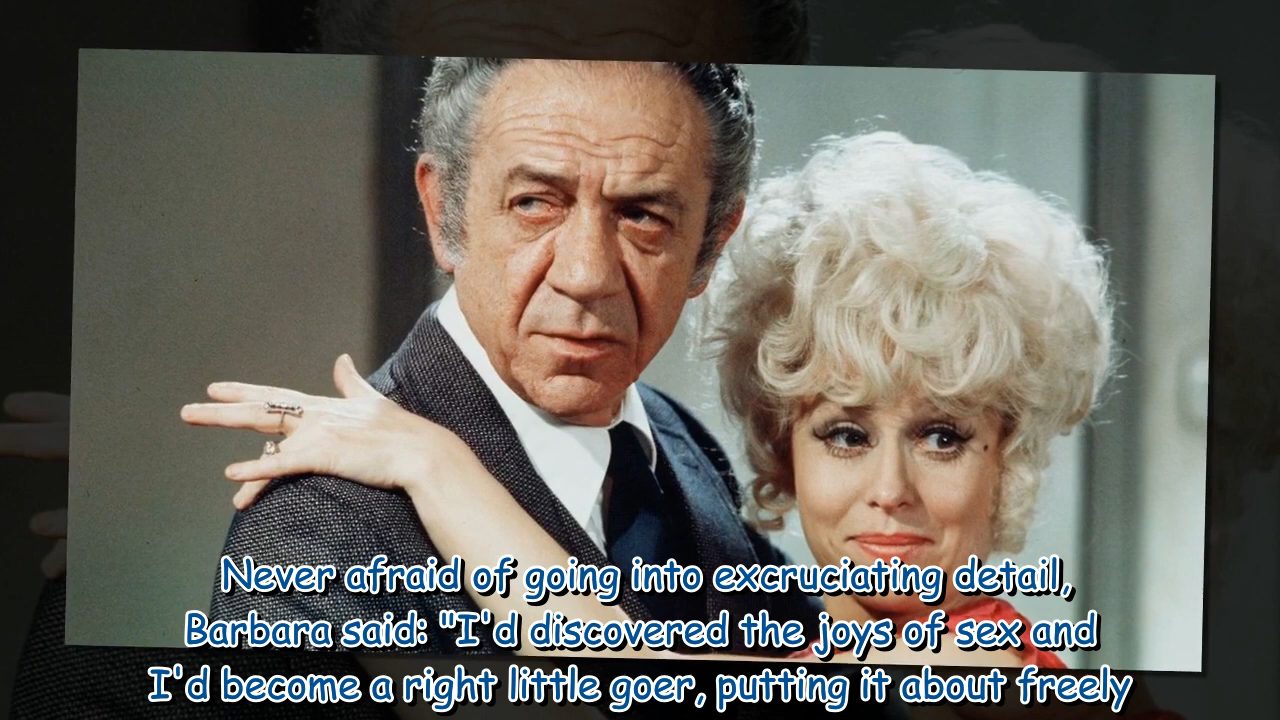 Never afraid of going into excruciating detail,
Barbara said: "I'd discovered the joys of sex and
I'd become a right little goer, putting it about freely